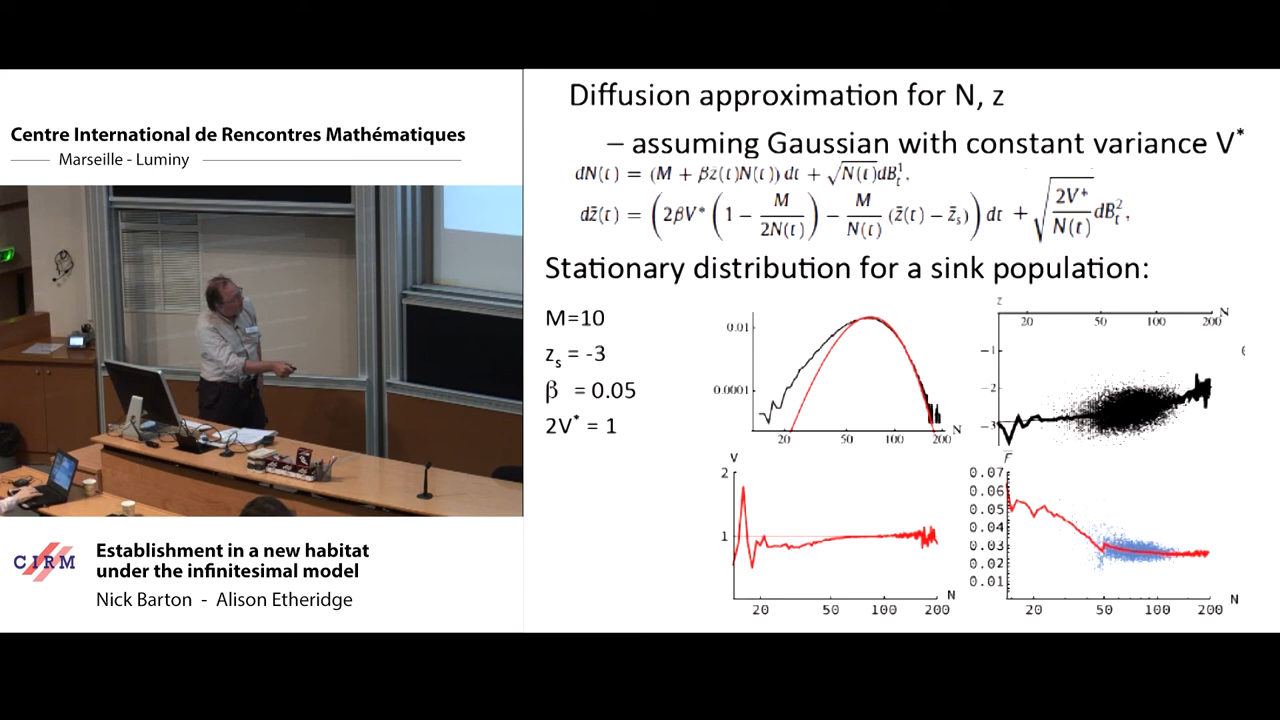 Centre International de Rencontres Mathématiques
Marseille - Luminy
CIRM
Establishment in a new habitat
under the infinitesimal model
Nick Barton - Alison Etheridge
Diffusion approximation for N, z
– assuming Gaussian with constant variance V*
dN(t) = (M + βz̄(t)N(t)) dt + √N(t)dB¹ₜ,
dz̄(t) = (2βV*(1 − M/2N(t)) − M/N(t) (z̄(t) − z̄ₛ)) dt + √(2V*/N(t)) dB²ₜ,
Stationary distribution for a sink population:
M=10
zₛ = -3
β = 0.05
2V* = 1
0.01
0.0001
20 50 100 200 N
z
20 50 100 200 N
−1
−2
−3
V
2
1
20 50 100 200 N
F
0.07
0.06
0.05
0.04
0.03
0.02
0.01
20 50 100 200 N